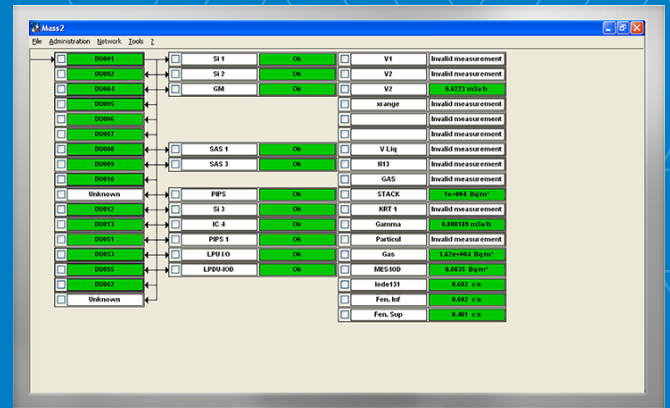 Mass2
File Administration Network Tools ?
DU001 Si 1 Ok V1 Invalid measurement
DU002 Si 2 Ok V2 Invalid measurement
DU004 GM Ok V2 0.0223 mSv/h
DU005 xrange Invalid measurement
DU006 Invalid measurement
DU007 Invalid measurement
DU008 SAS 1 Ok V Liq Invalid measurement
DU009 SAS 3 Ok Invalid measurement
DU010 GAS Invalid measurement
Unknown PIPS Ok STACK 1e+004 Bq/m³
DU012 Si 3 Ok KRT 1 Invalid measurement
DU013 IC 4 Ok Gamma 0.000189 mSv/h
DU051 PIPS 1 Ok Particul Invalid measurement
DU053 LPU I/O Ok Gas 1.62e+004 Bq/m³
DU055 LPDU-IOD Ok MES IOD 0.0835 Bq/m³
DU062 Iode131 0.602 c/s
Unknown Fen. Inf 0.602 c/s
Fen. Sup 0.401 c/s